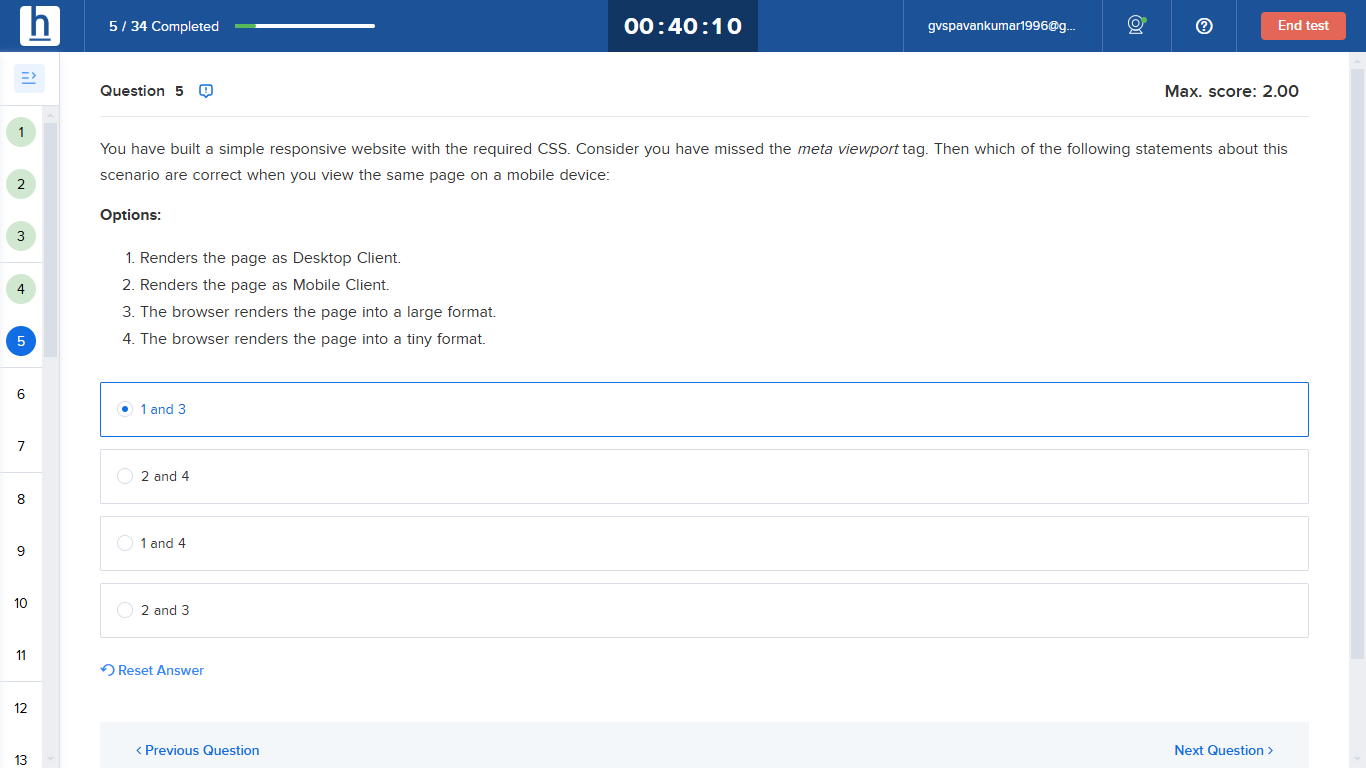 h
5 / 34 Completed
00:40:10
gvspavankumar1996@g...
End test
Question 5
Max. score: 2.00
You have built a simple responsive website with the required CSS. Consider you have missed the meta viewport tag. Then which of the following statements about this
scenario are correct when you view the same page on a mobile device:
Options:
1. Renders the page as Desktop Client.
2. Renders the page as Mobile Client.
3. The browser renders the page into a large format.
4. The browser renders the page into a tiny format.
1 and 3
2 and 4
1 and 4
2 and 3
Reset Answer
< Previous Question
Next Question >
1
2
3
4
5
6
7
8
9
10
11
12
13